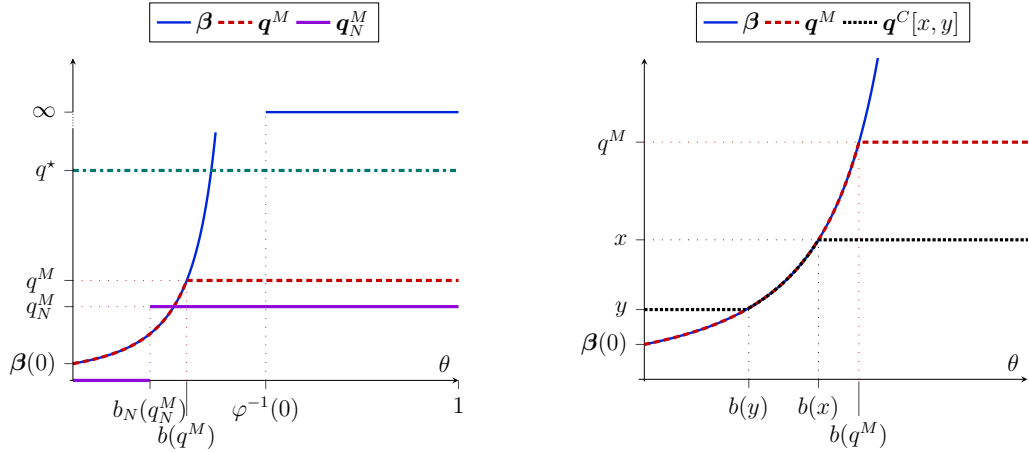 β q^M q_N^M
∞
q^⋆
q^M
q_N^M
β(0)
θ
b_N(q_N^M)
φ^{-1}(0)
1
b(q^M)
β q^M q^C[x, y]
q^M
x
y
β(0)
θ
b(y)
b(x)
b(q^M)